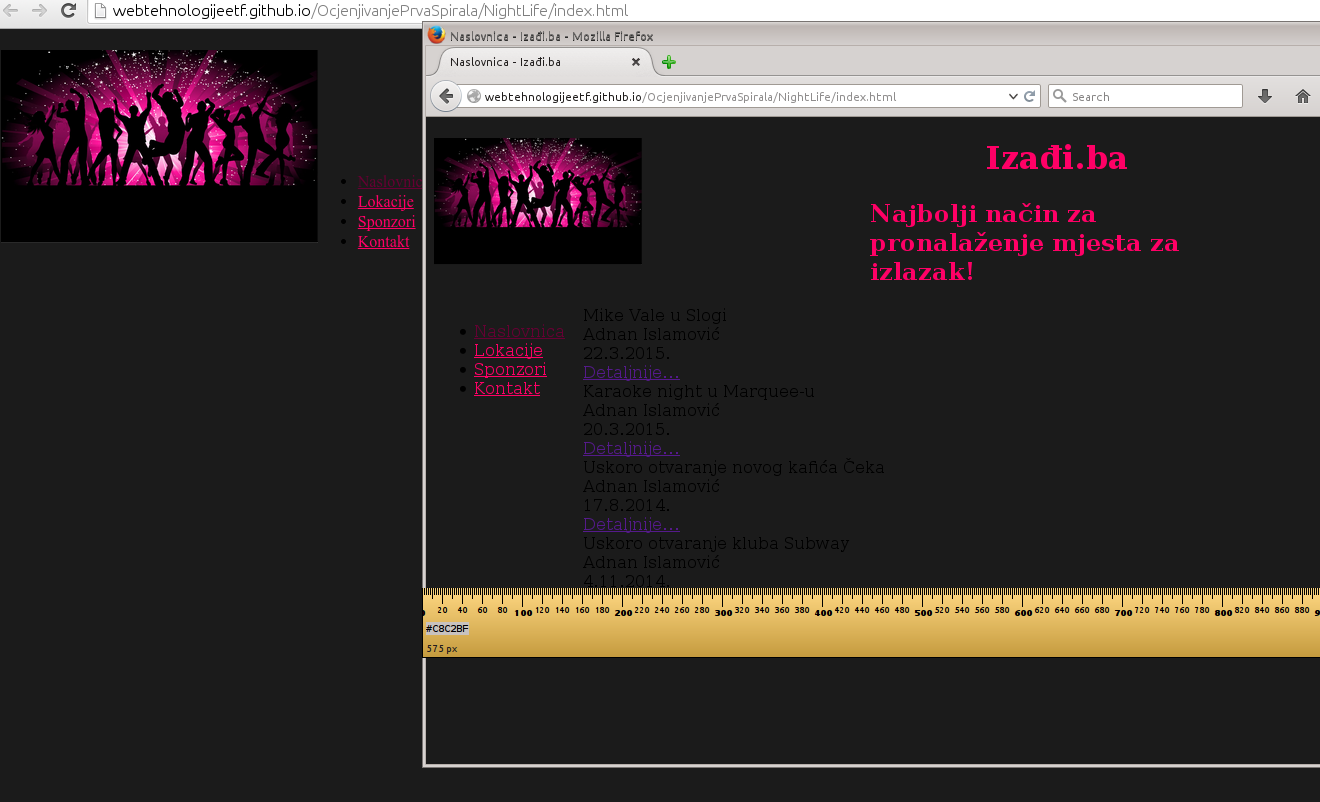 webtehnologijeetf.github.io/OcjenjivanjePrvaSpirala/NightLife/index.html
Lokacije
Sponzori
Kontakt
Naslovnica - Izađi.ba - Mozilla Firefox
Naslovnica - Izađi.ba
webtehnologijeetf.github.io/OcjenjivanjePrvaSpirala/NightLife/index.html
Search
Izađi.ba
Najbolji način za
pronalaženje mjesta za
izlazak!
Naslovnica
Lokacije
Sponzori
Kontakt
Mike Vale u Slogi
Adnan Islamović
22.3.2015.
Detaljnije...
Karaoke night u Marquee-u
Adnan Islamović
20.3.2015.
Detaljnije...
Uskoro otvaranje novog kafića Čeka
Adnan Islamović
17.8.2014.
Detaljnije...
Uskoro otvaranje kluba Subway
Adnan Islamović
4.11.2014.
20 40 60 80 100 120 140 160 180 200 220 240 260 280 300 320 340 360 380 400 420 440 460 480 500 520 540 560 580 600 620 640 660 680 700 720 740 760 780 800 820 840 860 880
#C8C2BF
575 px